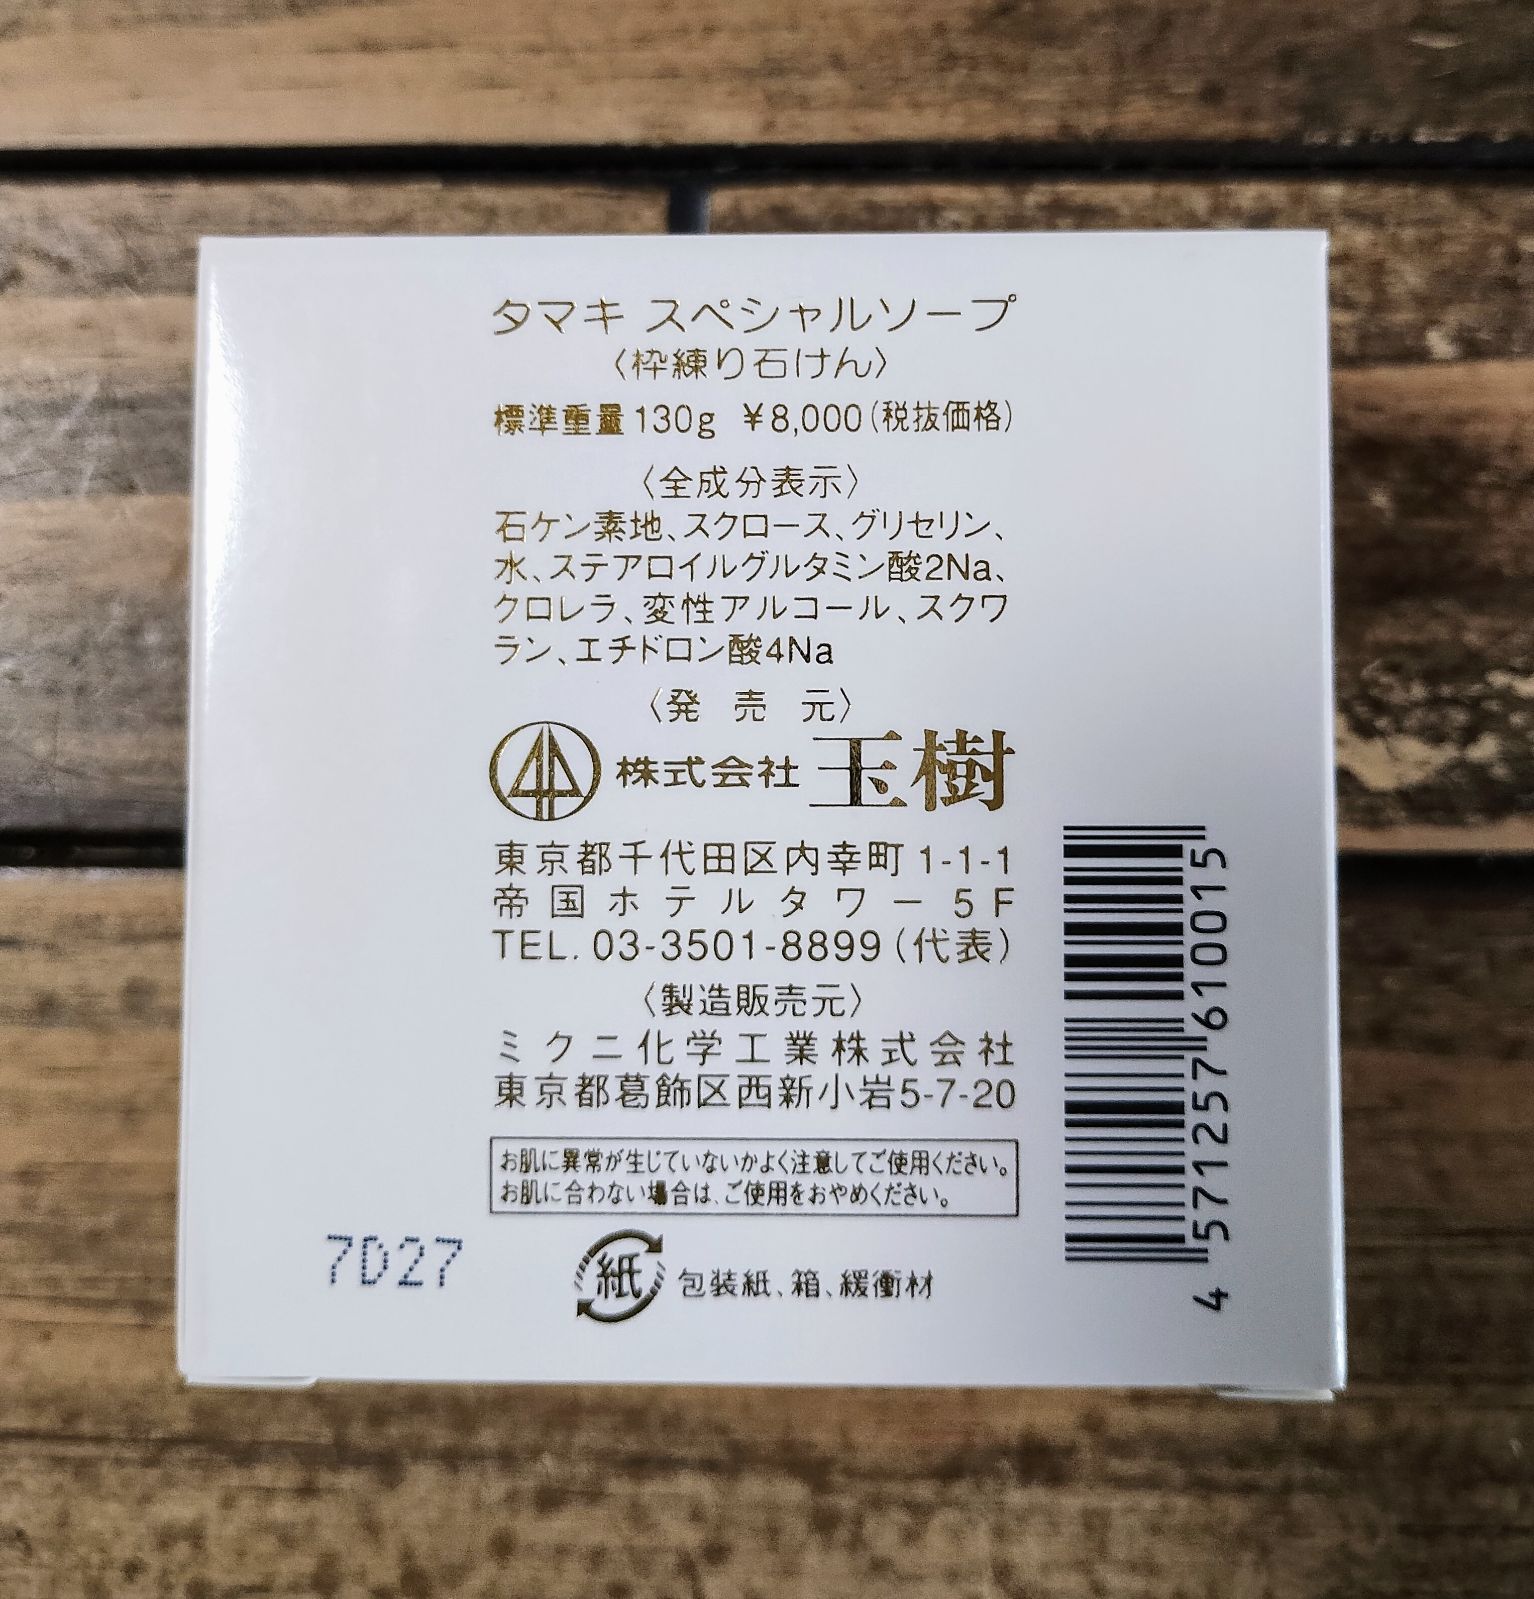 タマキ スペシャルソープ
〈枠練り石けん〉
標準重量130g ¥8,000(税抜価格)
〈全成分表示〉
石ケン素地、スクロース、グリセリン、
水、ステアロイルグルタミン酸2Na、
クロレラ、変性アルコール、スクワ
ラン、エチドロン酸4Na
〈発売元〉
株式会社 玉樹
東京都千代田区内幸町1-1-1
帝国ホテルタワー5F
TEL. 03-3501-8899(代表)
〈製造販売元〉
ミクニ化学工業株式会社
東京都葛飾区西新小岩5-7-20
お肌に異常が生じていないかよく注意してご使用ください。
お肌に合わない場合は、ご使用をおやめください。
7D27
紙 包装紙、箱、緩衝材
4571257610015